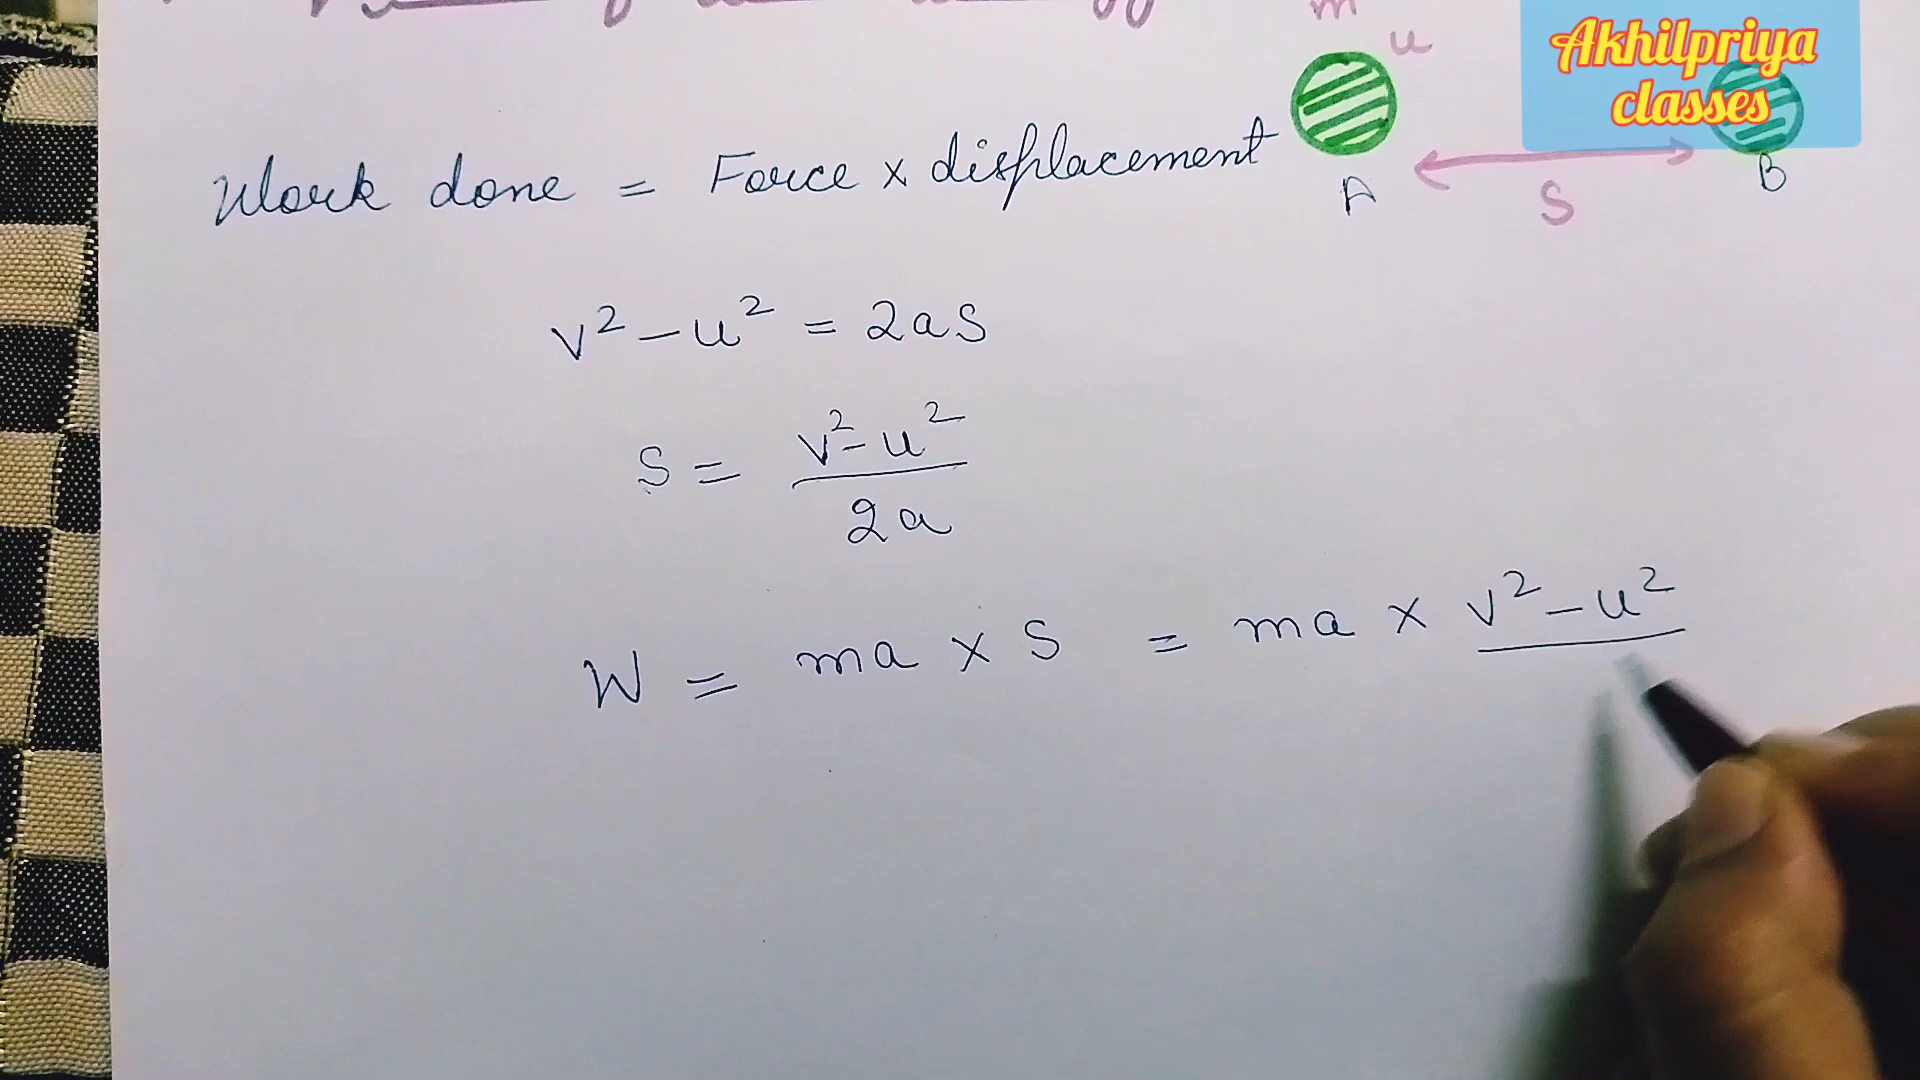 m
u
Akhilpriya
classes
Work done = Force × displacement
A
S
B
v² – u² = 2as
S = v² – u² / 2a
W = ma × S = ma × v² – u²